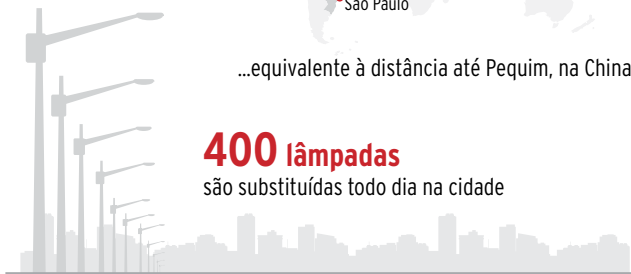 São Paulo
...equivalente à distância até Pequim, na China
400 lâmpadas
são substituídas todo dia na cidade